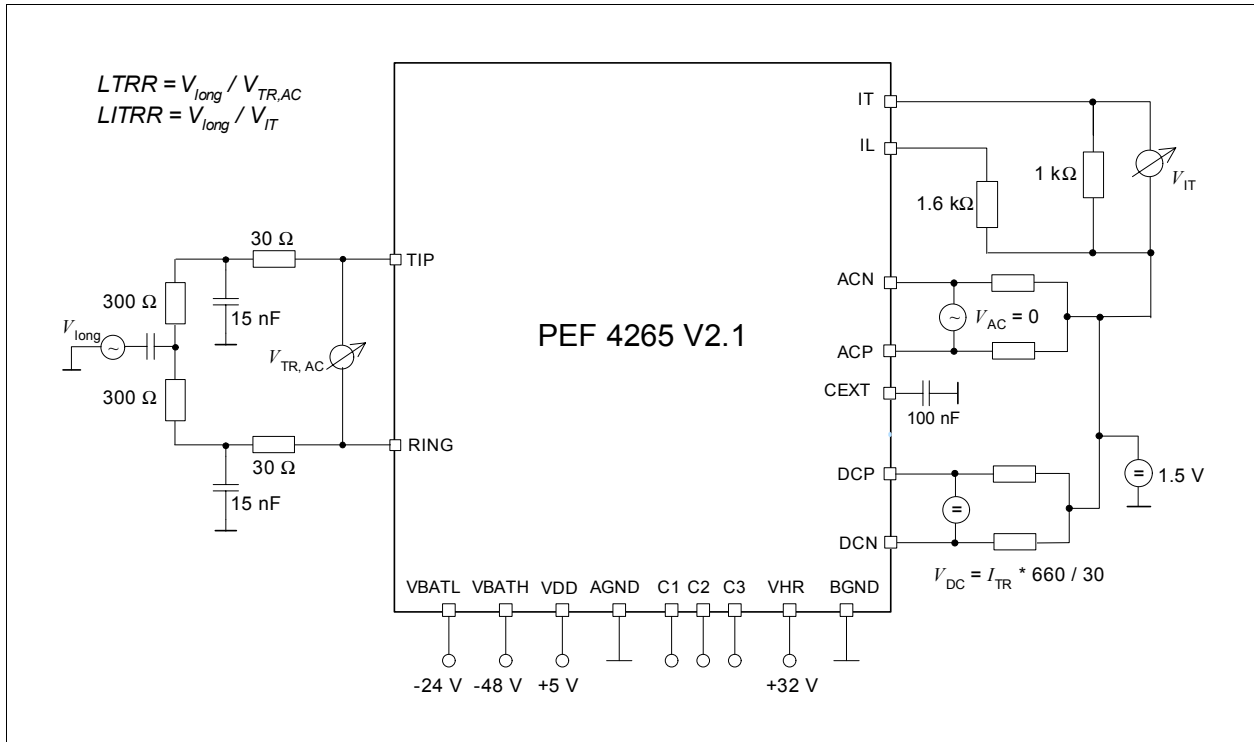 LTRR = Vlong / VTR,AC
LITRR = Vlong / VIT
IT
IL
1 kΩ
VIT
1.6 kΩ
30 Ω
TIP
300 Ω
15 nF
Vlong
VTR, AC
300 Ω
RING
30 Ω
15 nF
PEF 4265 V2.1
ACN
VAC = 0
ACP
CEXT
100 nF
DCP
=
=
1.5 V
DCN
VDC = ITR * 660 / 30
VBATL VBATH VDD AGND C1 C2 C3 VHR BGND
-24 V -48 V +5 V +32 V